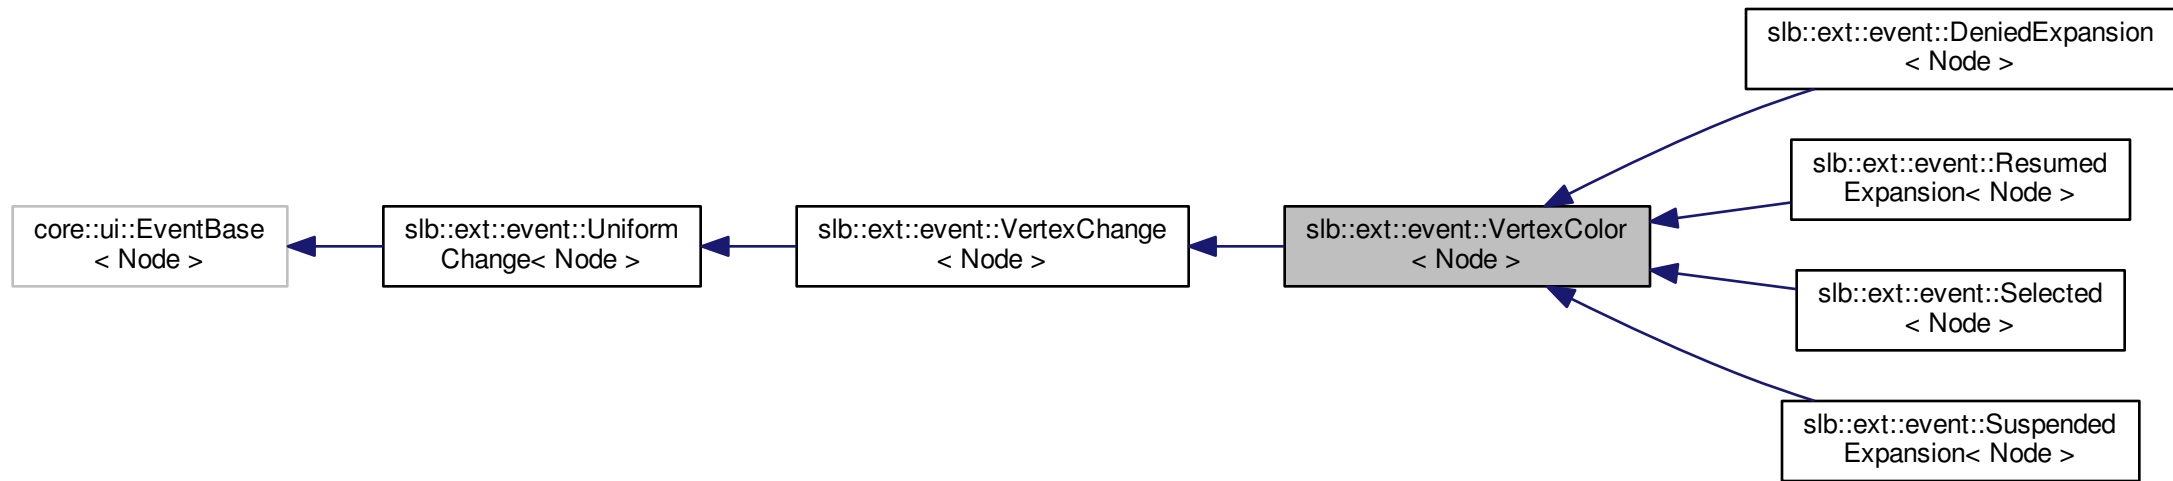 slb::ext::event::DeniedExpansion
< Node >
slb::ext::event::Resumed
Expansion< Node >
core::ui::EventBase
< Node >
slb::ext::event::Uniform
Change< Node >
slb::ext::event::VertexChange
< Node >
slb::ext::event::VertexColor
< Node >
slb::ext::event::Selected
< Node >
slb::ext::event::Suspended
Expansion< Node >